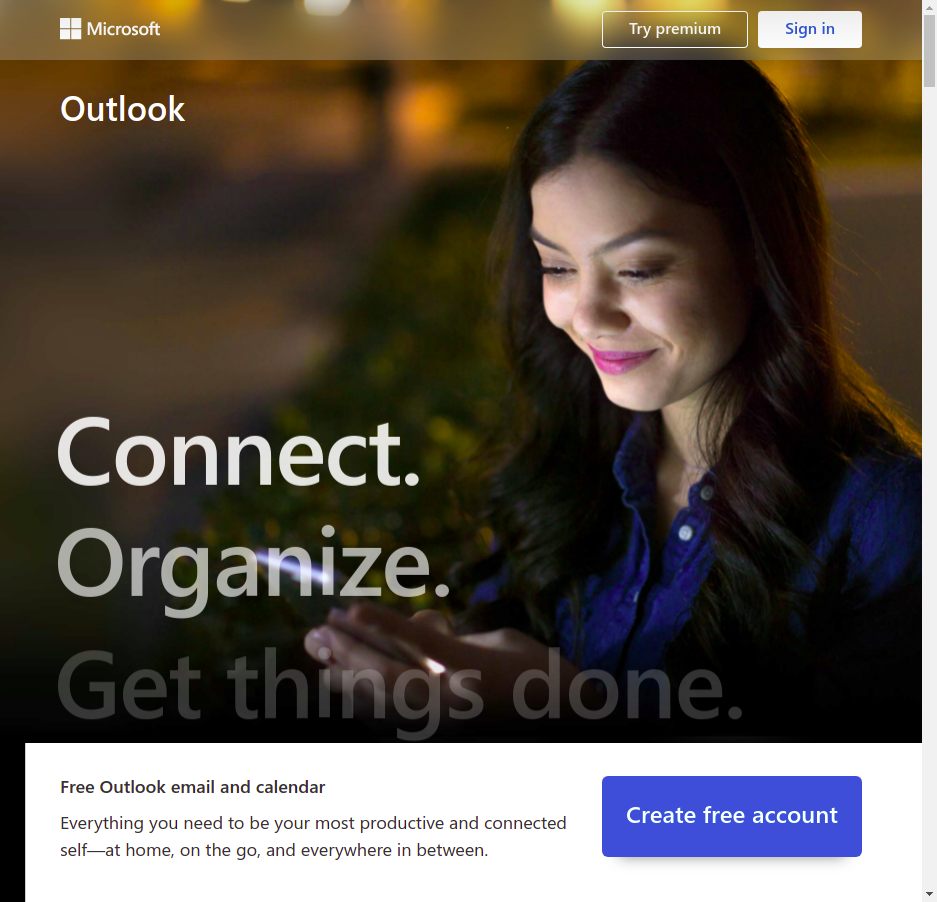 Microsoft
Try premium
Sign in
Outlook
Connect.
Organize.
Get things done.
Free Outlook email and calendar
Everything you need to be your most productive and connected
self—at home, on the go, and everywhere in between.
Create free account